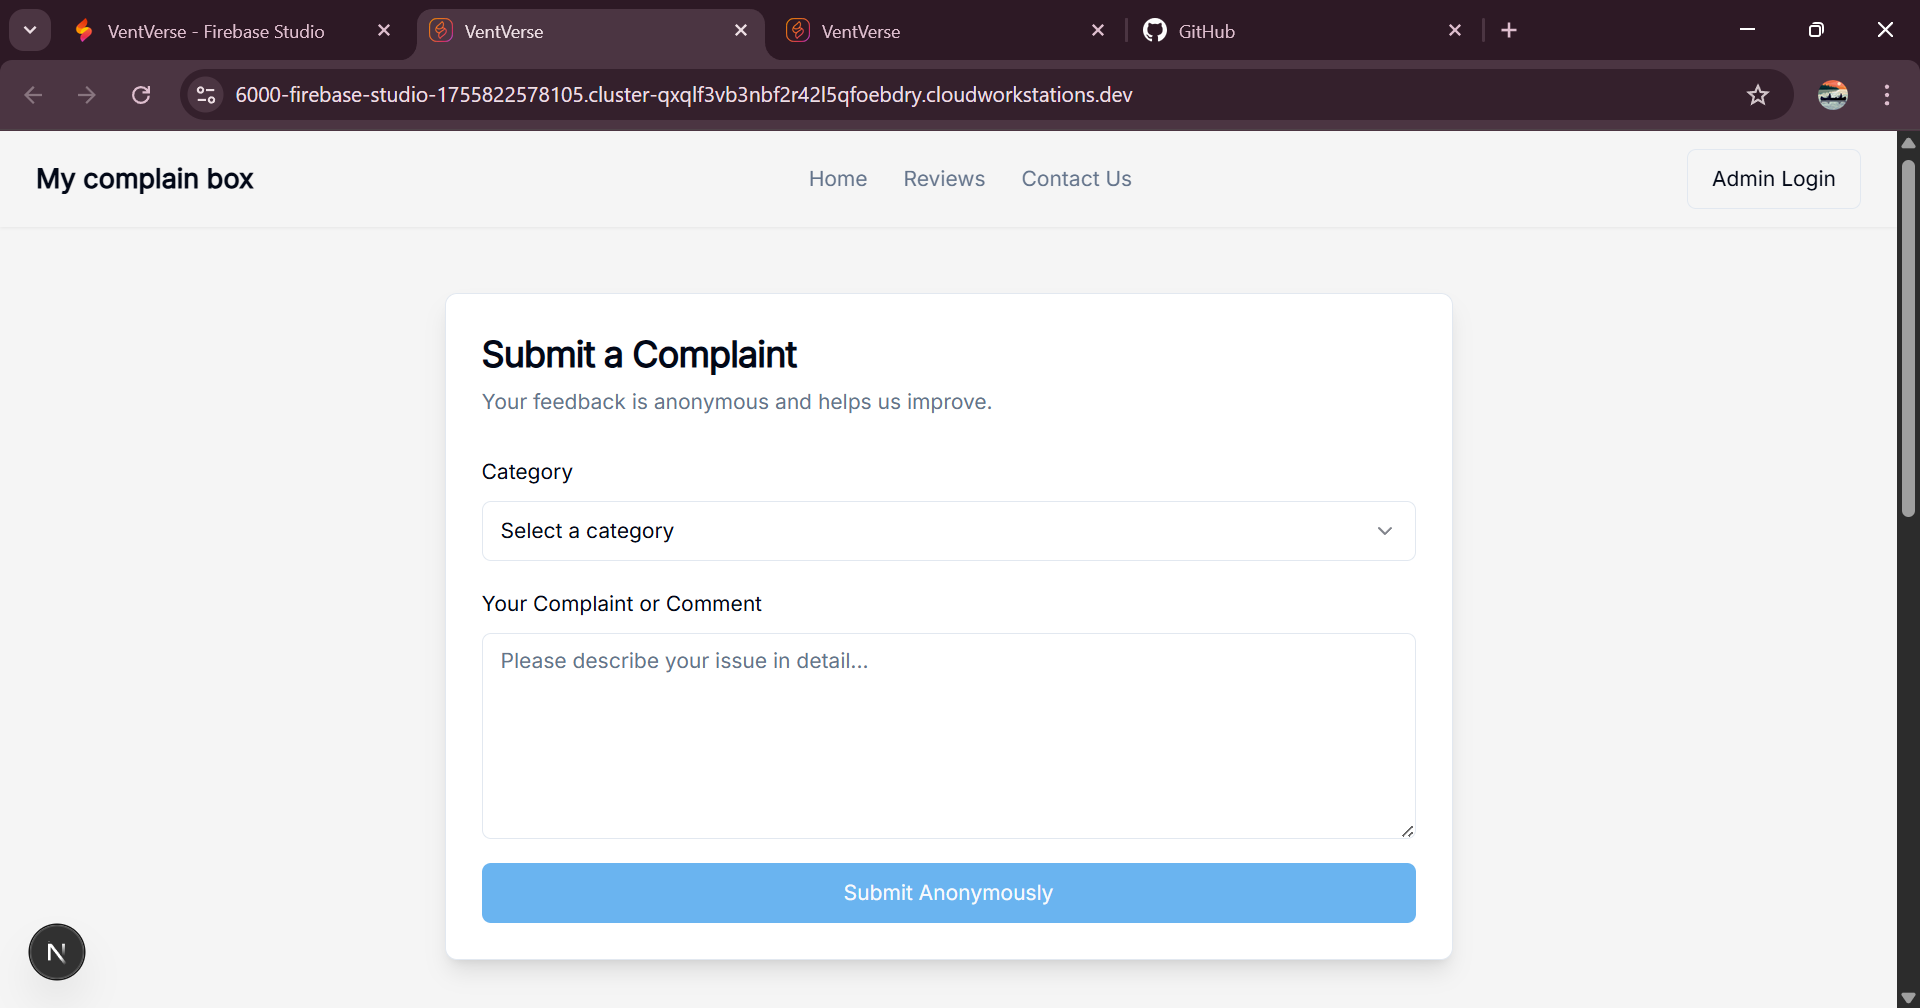 VentVerse - Firebase Studio
VentVerse
VentVerse
GitHub
6000-firebase-studio-1755822578105.cluster-qxqlf3vb3nbf2r42l5qfoebdry.cloudworkstations.dev
My complain box
Home
Reviews
Contact Us
Admin Login
Submit a Complaint
Your feedback is anonymous and helps us improve.
Category
Select a category
Your Complaint or Comment
Please describe your issue in detail...
Submit Anonymously
N